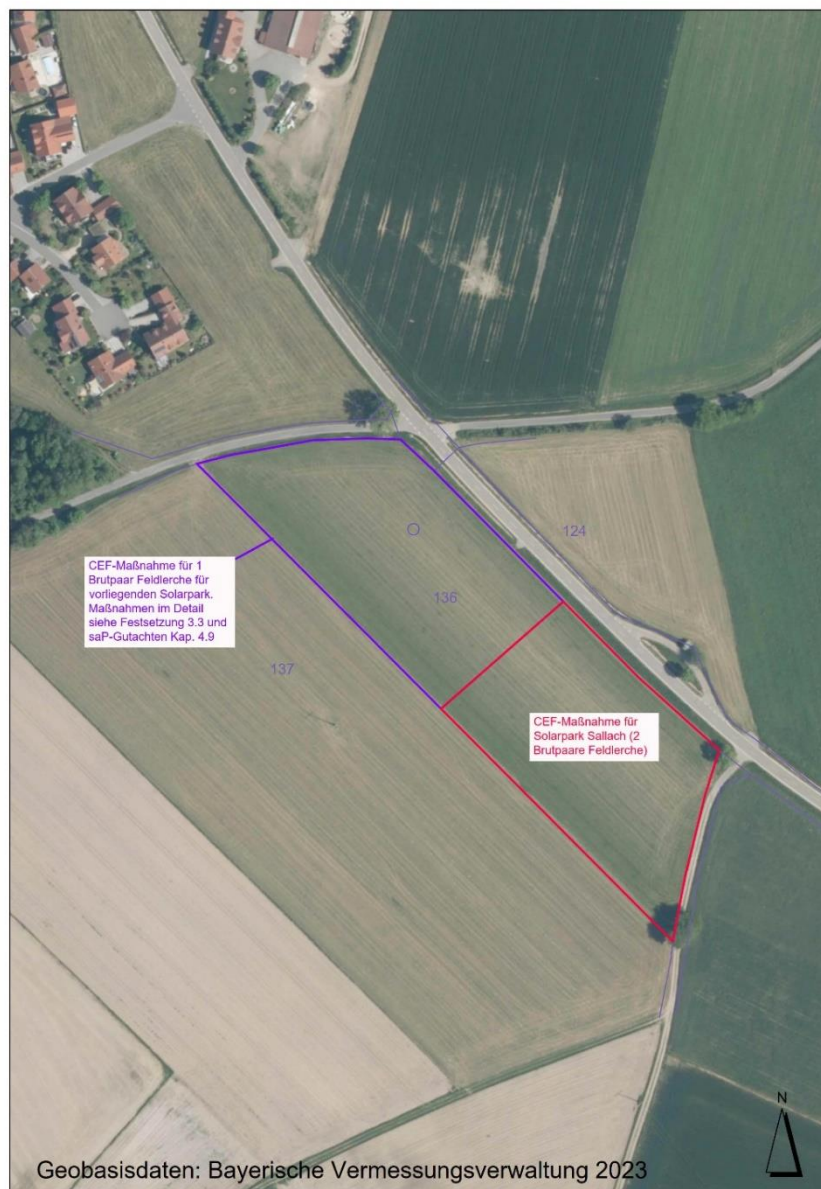 124
136
CEF-Maßnahme für 1
Brutpaar Feldlerche für
vorliegenden Solarpark.
Maßnahmen im Detail
siehe Festsetzung 3.3 und
saP-Gutachten Kap. 4.9
137
CEF-Maßnahme für
Solarpark Sallach (2
Brutpaare Feldlerche)
N
Geobasisdaten: Bayerische Vermessungsverwaltung 2023